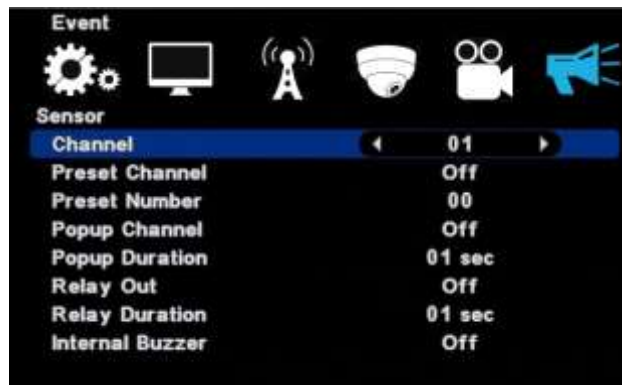 Event
Sensor
Channel 01
Preset Channel Off
Preset Number 00
Popup Channel Off
Popup Duration 01 sec
Relay Out Off
Relay Duration 01 sec
Internal Buzzer Off